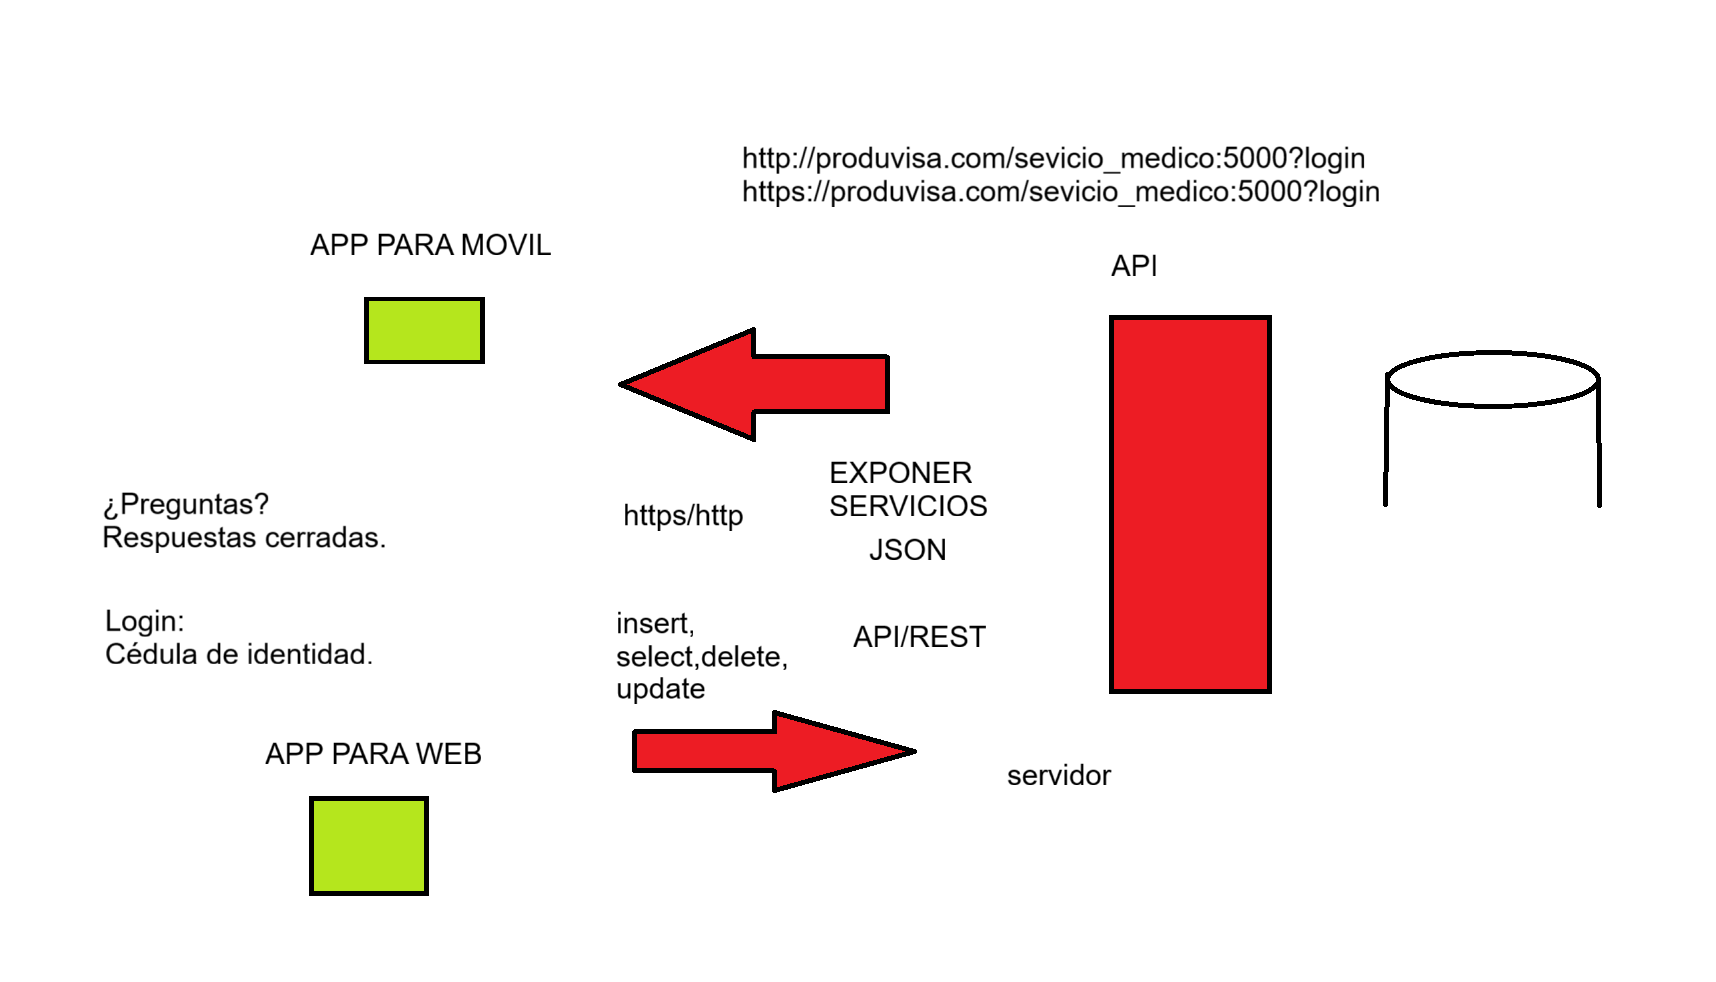 http://produvisa.com/sevicio_medico:5000?login
https://produvisa.com/sevicio_medico:5000?login
APP PARA MOVIL
API
EXPONER
SERVICIOS
JSON
¿Preguntas?
Respuestas cerradas.
https/http
Login:
Cédula de identidad.
insert,
select,delete,
update
API/REST
APP PARA WEB
servidor